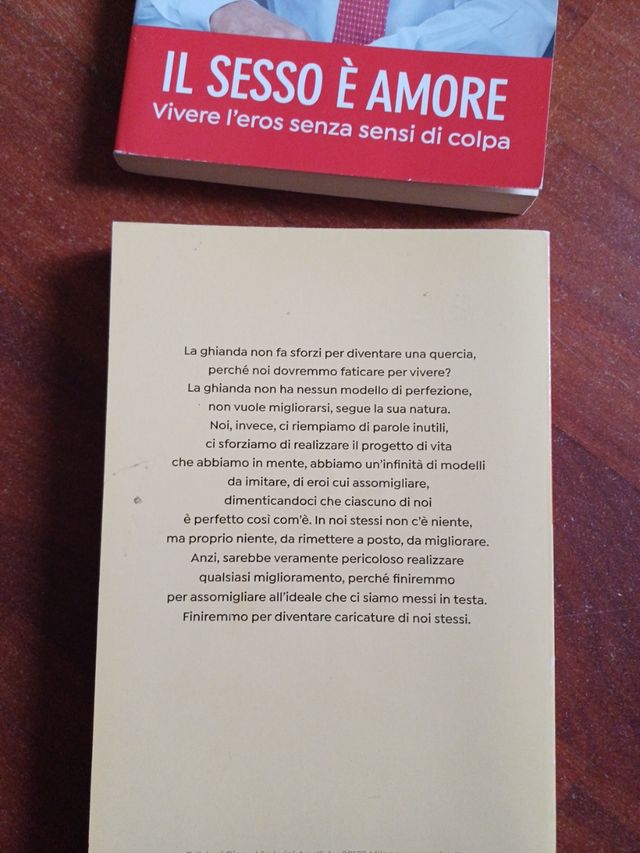 IL SESSO È AMORE
Vivere l'eros senza sensi di colpa
La ghianda non fa sforzi per diventare una quercia,
perché noi dovremmo faticare per vivere?
La ghianda non ha nessun modello di perfezione,
non vuole migliorarsi, segue la sua natura.
Noi, invece, ci riempiamo di parole inutili,
ci sforziamo di realizzare il progetto di vita
che abbiamo in mente, abbiamo un'infinità di modelli
da imitare, di eroi cui assomigliare,
dimenticandoci che ciascuno di noi
è perfetto così com'è. In noi stessi non c'è niente,
ma proprio niente, da rimettere a posto, da migliorare.
Anzi, sarebbe veramente pericoloso realizzare
qualsiasi miglioramento, perché finiremmo
per assomigliare all'ideale che ci siamo messi in testa.
Finiremmo per diventare caricature di noi stessi.